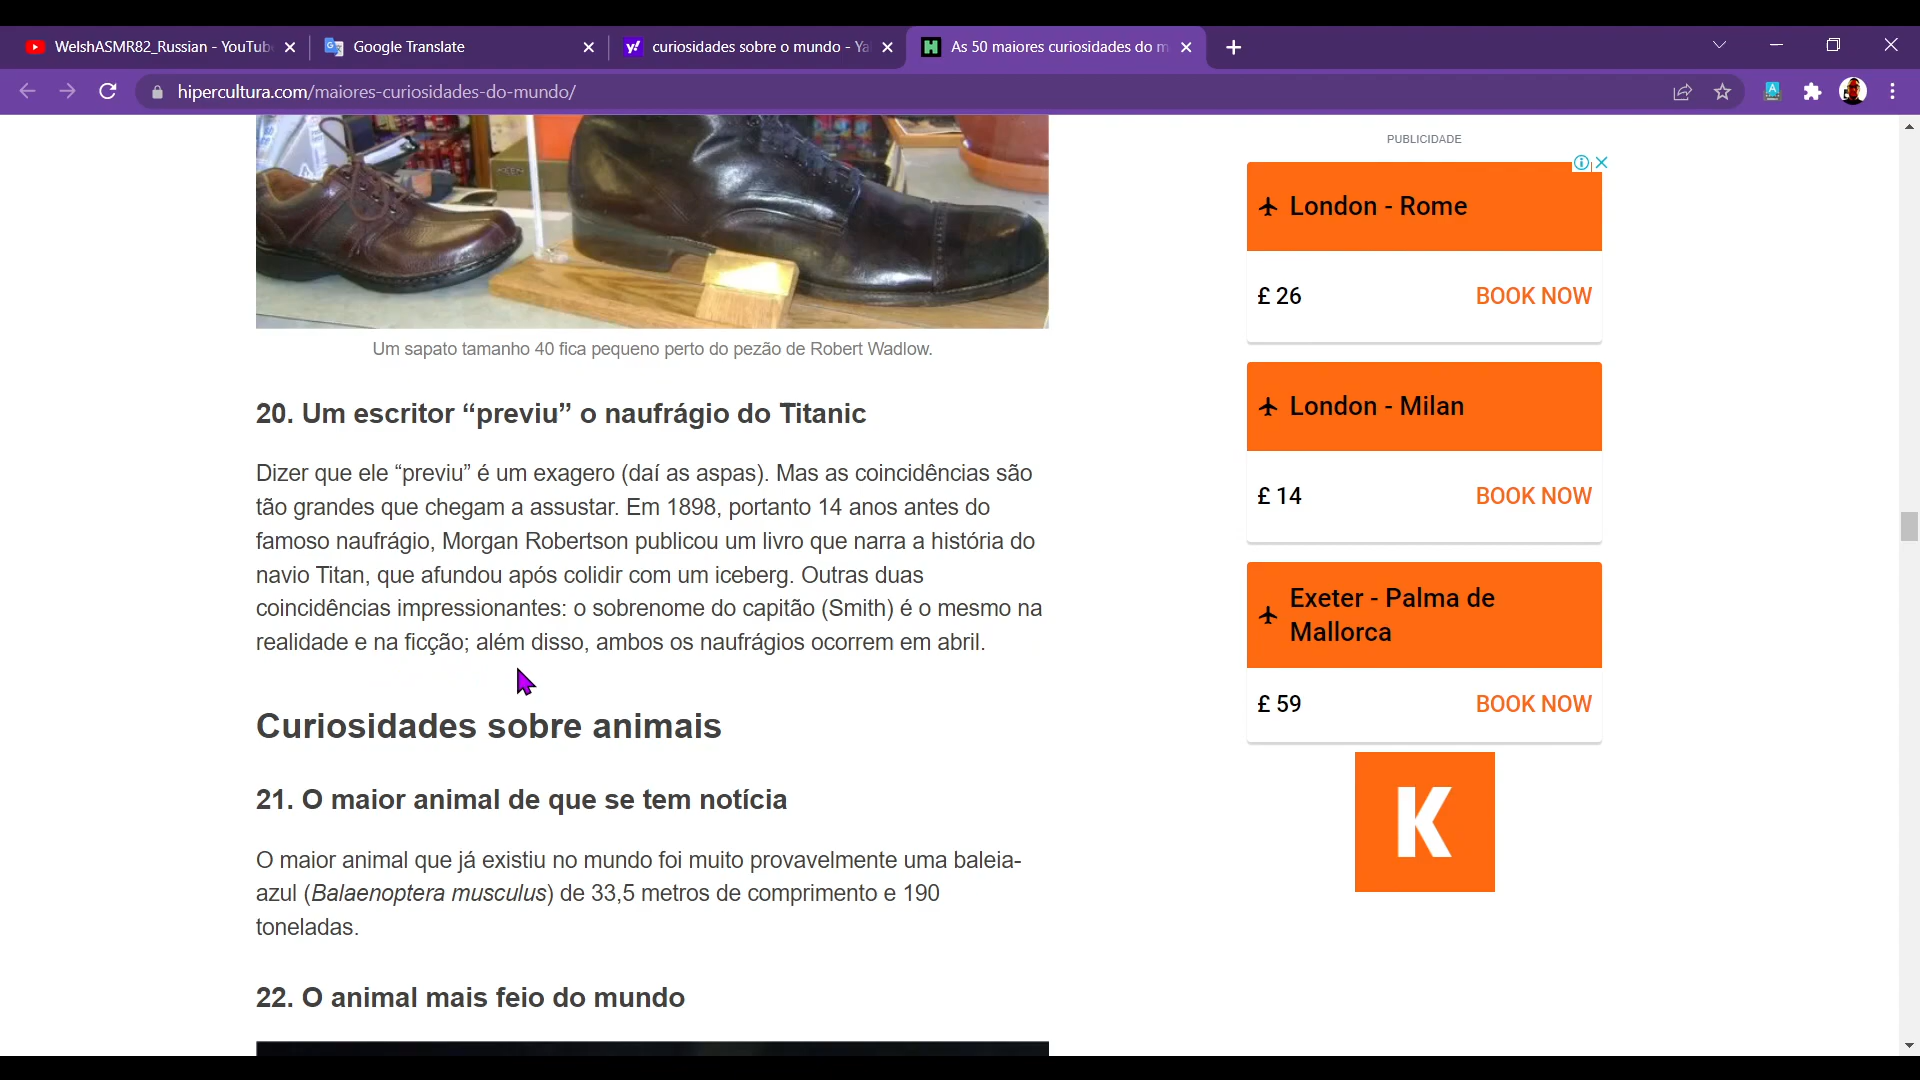 WelshASMR82_Russian - YouTub
Google Translate
curiosidades sobre o mundo - Ya
As 50 maiores curiosidades do m
hipercultura.com/maiores-curiosidades-do-mundo/
Um sapato tamanho 40 fica pequeno perto do pezão de Robert Wadlow.
20. Um escritor “previu” o naufrágio do Titanic
Dizer que ele “previu” é um exagero (daí as aspas). Mas as coincidências são
tão grandes que chegam a assustar. Em 1898, portanto 14 anos antes do
famoso naufrágio, Morgan Robertson publicou um livro que narra a história do
navio Titan, que afundou após colidir com um iceberg. Outras duas
coincidências impressionantes: o sobrenome do capitão (Smith) é o mesmo na
realidade e na ficção; além disso, ambos os naufrágios ocorrem em abril.
Curiosidades sobre animais
21. O maior animal de que se tem notícia
O maior animal que já existiu no mundo foi muito provavelmente uma baleia-
azul (Balaenoptera musculus) de 33,5 metros de comprimento e 190
toneladas.
22. O animal mais feio do mundo
PUBLICIDADE
London - Rome
£ 26 BOOK NOW
London - Milan
£ 14 BOOK NOW
Exeter - Palma de
Mallorca
£ 59 BOOK NOW
K